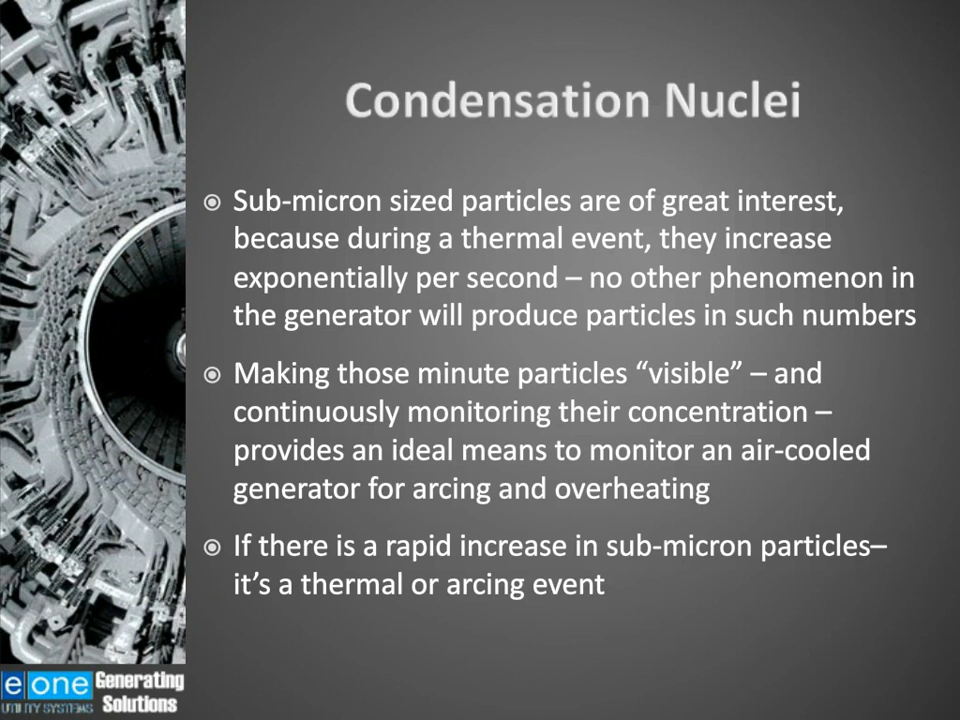 Condensation Nuclei
Sub-micron sized particles are of great interest,
because during a thermal event, they increase
exponentially per second – no other phenomenon in
the generator will produce particles in such numbers
Making those minute particles “visible” – and
continuously monitoring their concentration –
provides an ideal means to monitor an air-cooled
generator for arcing and overheating
If there is a rapid increase in sub-micron particles–
it’s a thermal or arcing event
e one Generating
UTILITY SYSTEMS Solutions